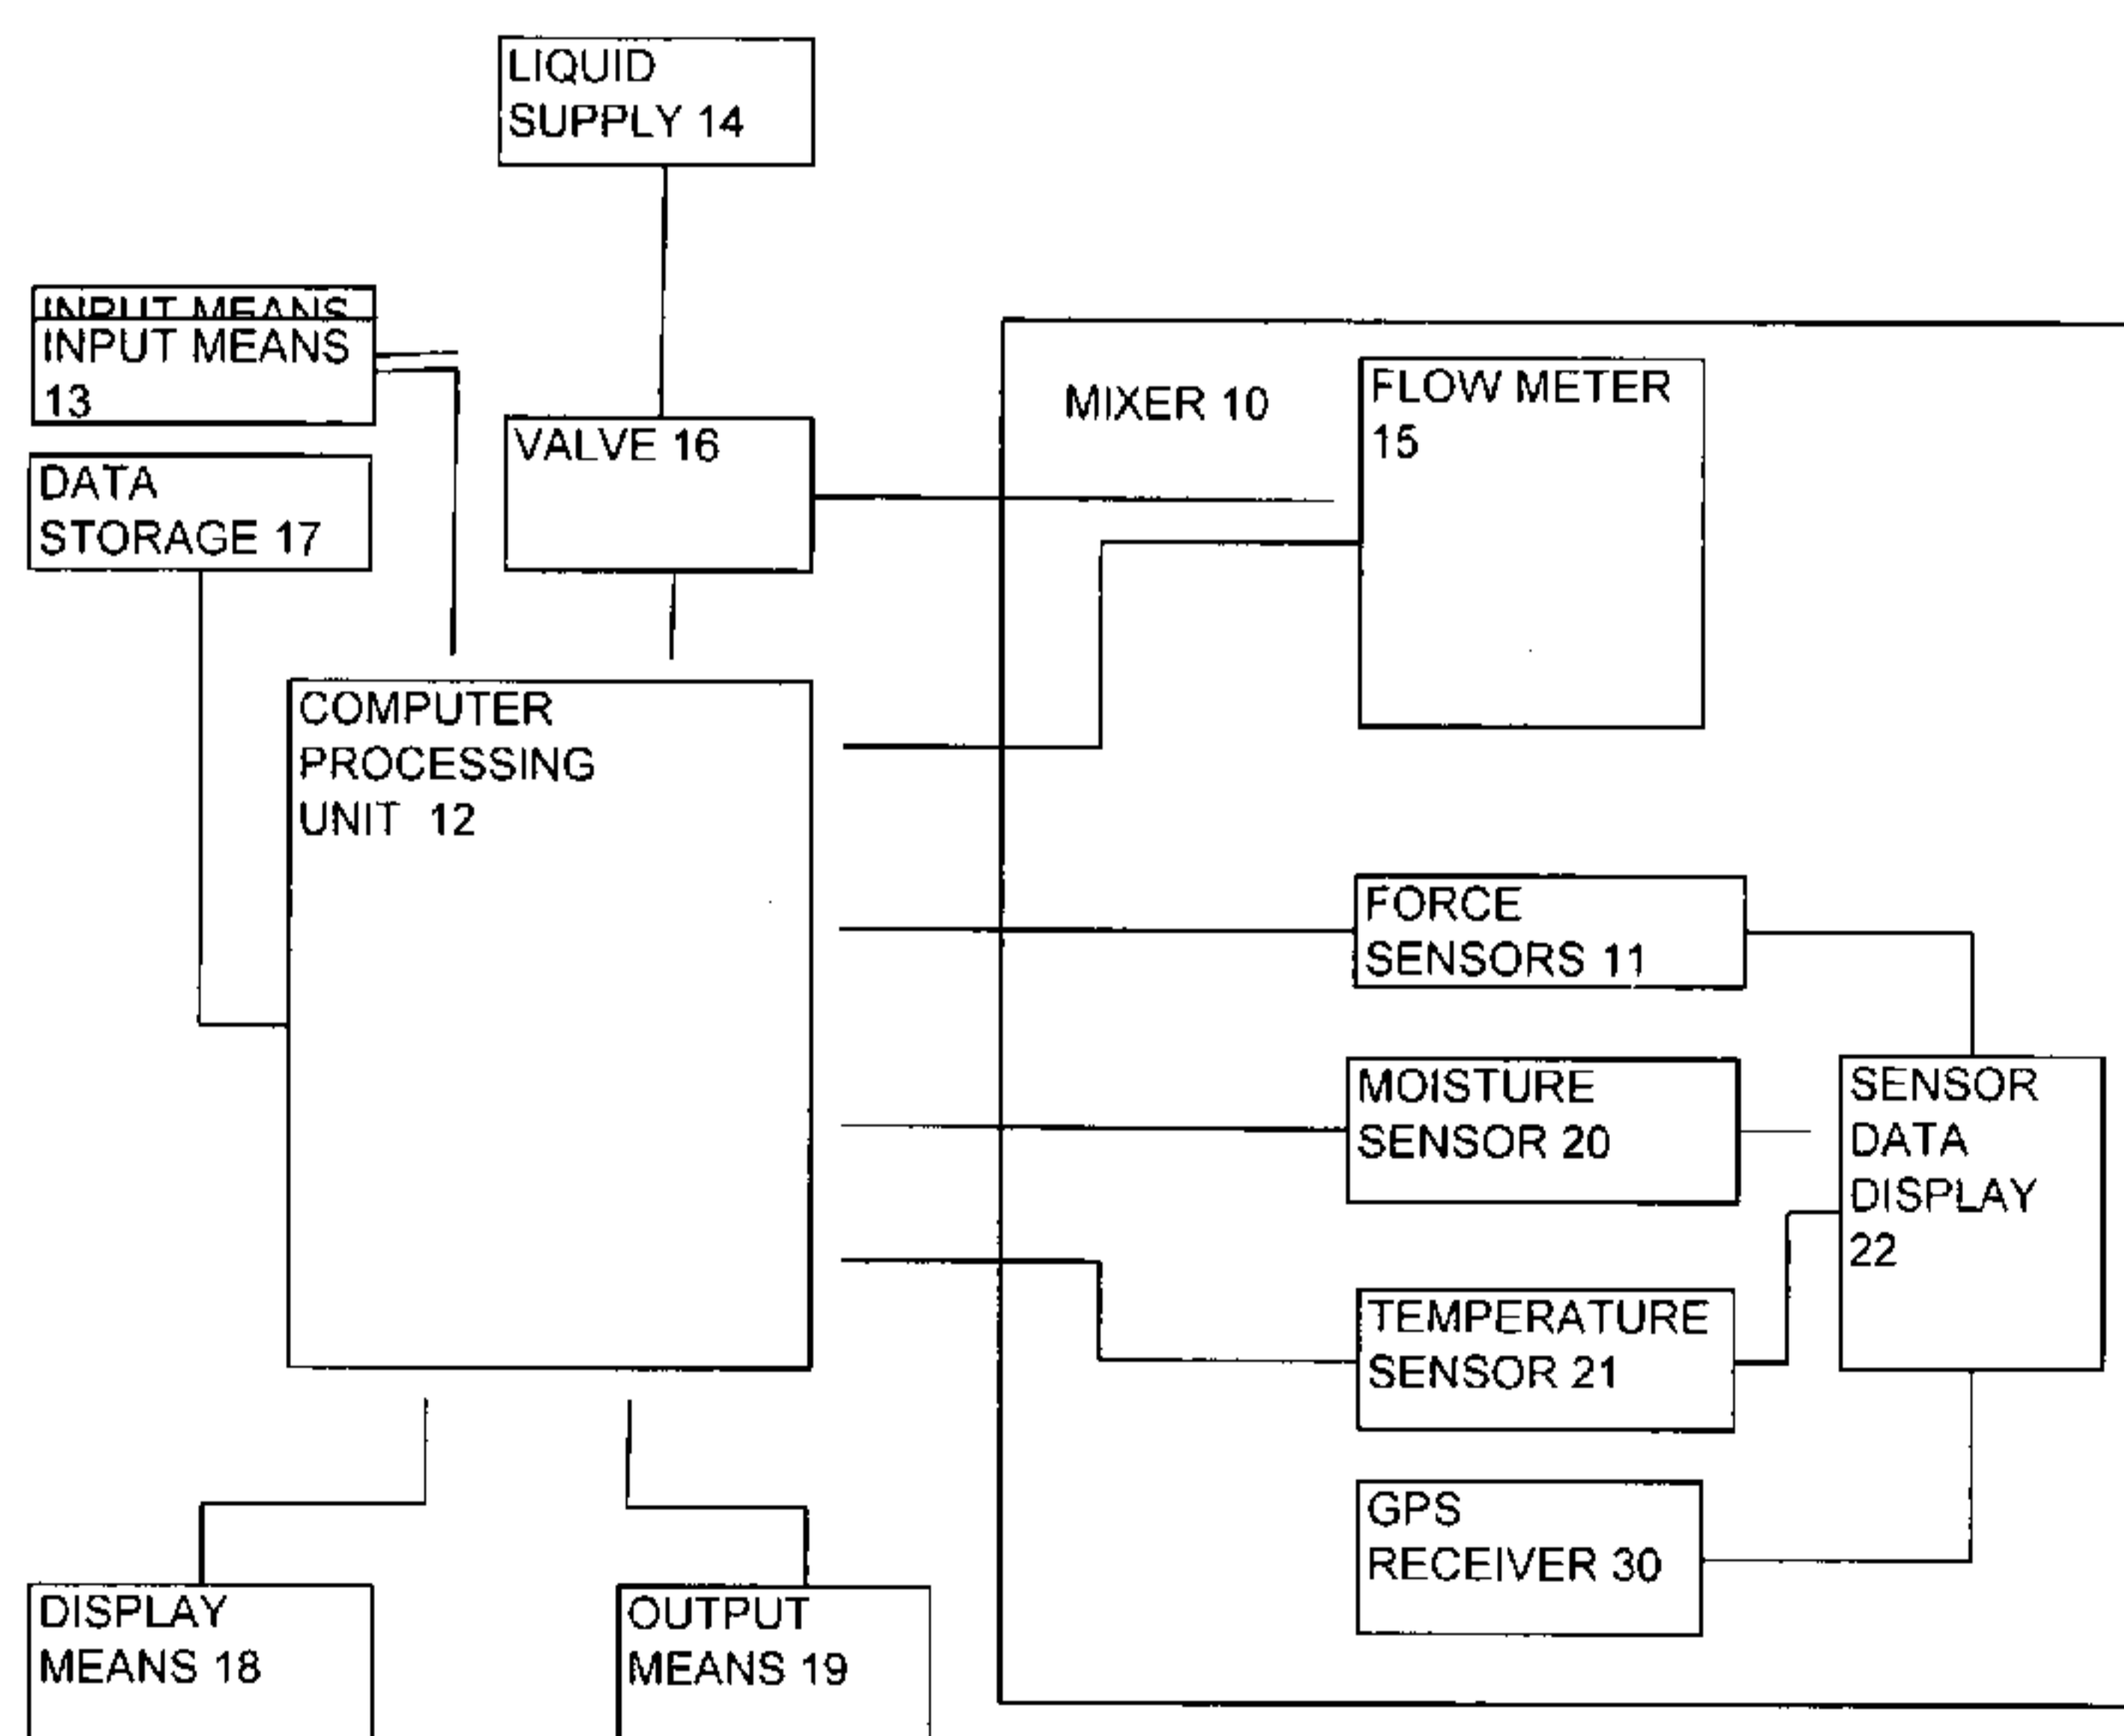 LIQUID
SUPPLY 14
INPUT MEANS
INPUT MEANS
13
DATA
STORAGE 17
VALVE 16
MIXER 10
FLOW METER
15
COMPUTER
PROCESSING
UNIT 12
FORCE
SENSORS 11
MOISTURE
SENSOR 20
SENSOR
DATA
DISPLAY
22
TEMPERATURE
SENSOR 21
GPS
RECEIVER 30
DISPLAY
MEANS 18
OUTPUT
MEANS 19